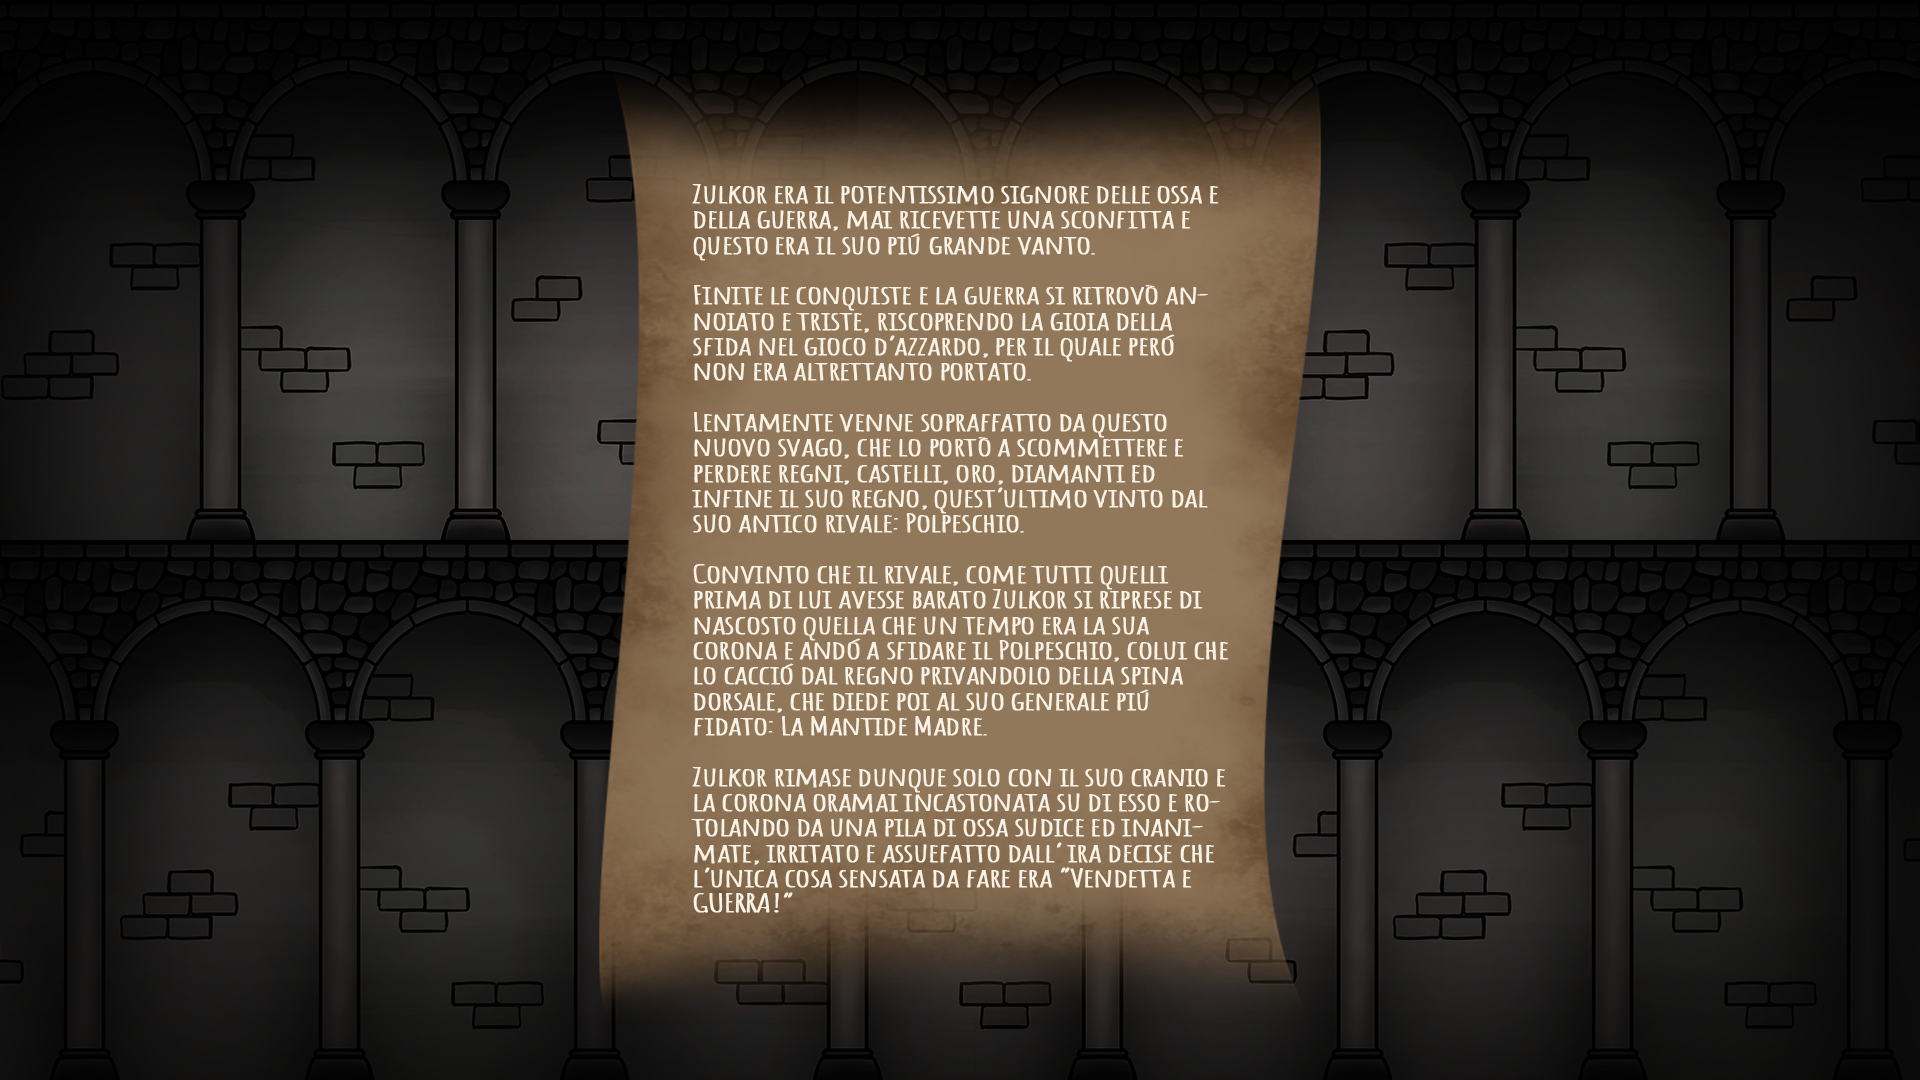 Zulkor era il potentissimo signore delle ossa e
della guerra, mai ricevette una sconfitta e
questo era il suo piú grande vanto.
Finite le conquiste e la guerra si ritrovò an-
noiato e triste, riscoprendo la gioia della
sfida nel gioco d'azzardo, per il quale peró
non era altrettanto portato.
Lentamente venne sopraffatto da questo
nuovo svago, che lo portò a scommettere e
perdere regni, castelli, oro, diamanti ed
infine il suo regno, quest'ultimo vinto dal
suo antico rivale: Polpeschio.
Convinto che il rivale, come tutti quelli
prima di lui avesse barato Zulkor si riprese di
nascosto quella che un tempo era la sua
corona e andó a sfidare il Polpeschio, colui che
lo cacció dal regno privandolo della spina
dorsale, che diede poi al suo generale piú
fidato: La Mantide Madre.
Zulkor rimase dunque solo con il suo cranio e
la corona oramai incastonata su di esso e ro-
tolando da una pila di ossa sudice ed inani-
mate, irritato e assuefatto dall' ira decise che
l'unica cosa sensata da fare era "Vendetta e
guerra!"